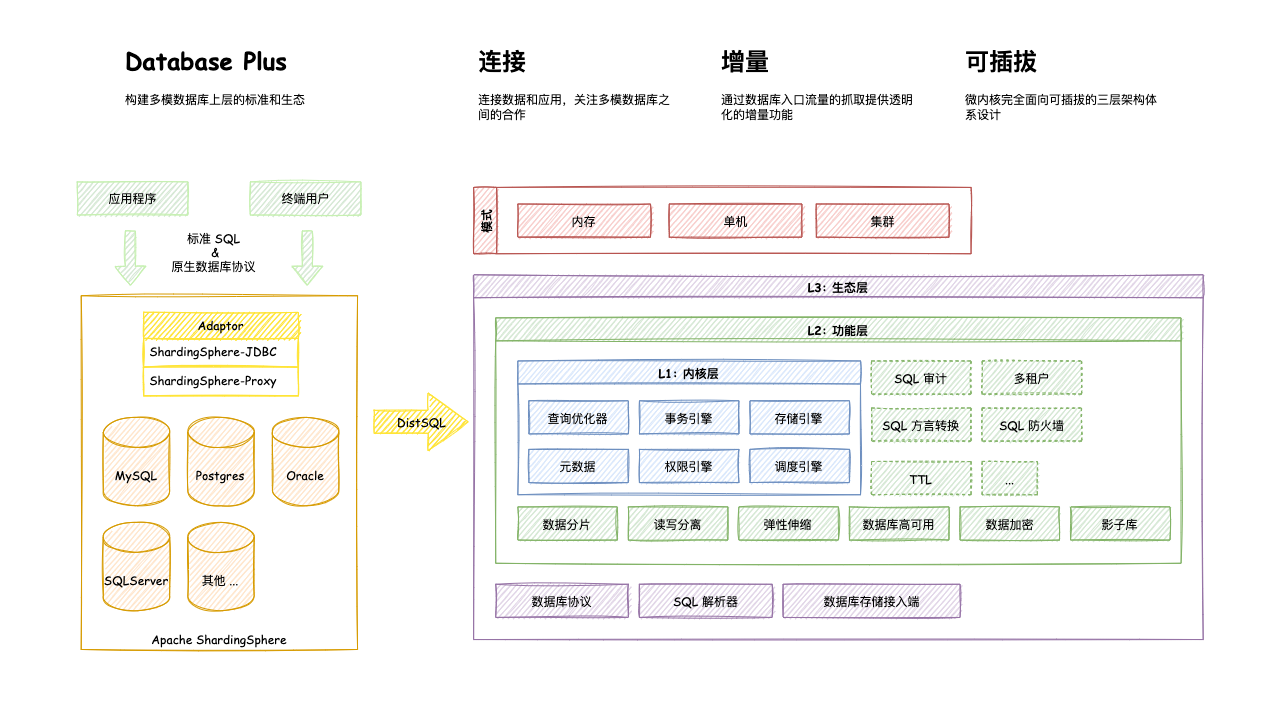 Database Plus
构建多模数据库上层的标准和生态
连接
连接数据和应用，关注多模数据库之
间的合作
增量
通过数据库入口流量的抓取提供透明
化的增量功能
可插拔
微内核完全面向可插拔的三层架构体
系设计
应用程序
终端用户
标准 SQL
&
原生数据库协议
Adaptor
ShardingSphere-JDBC
ShardingSphere-Proxy
MySQL
Postgres
Oracle
SQLServer
其他 ...
Apache ShardingSphere
DistSQL
模式
内存
单机
集群
L3: 生态层
L2: 功能层
L1: 内核层
查询优化器
事务引擎
存储引擎
元数据
权限引擎
调度引擎
SQL 审计
多租户
SQL 方言转换
SQL 防火墙
TTL
...
数据分片
读写分离
弹性伸缩
数据库高可用
数据加密
影子库
数据库协议
SQL 解析器
数据库存储接入端